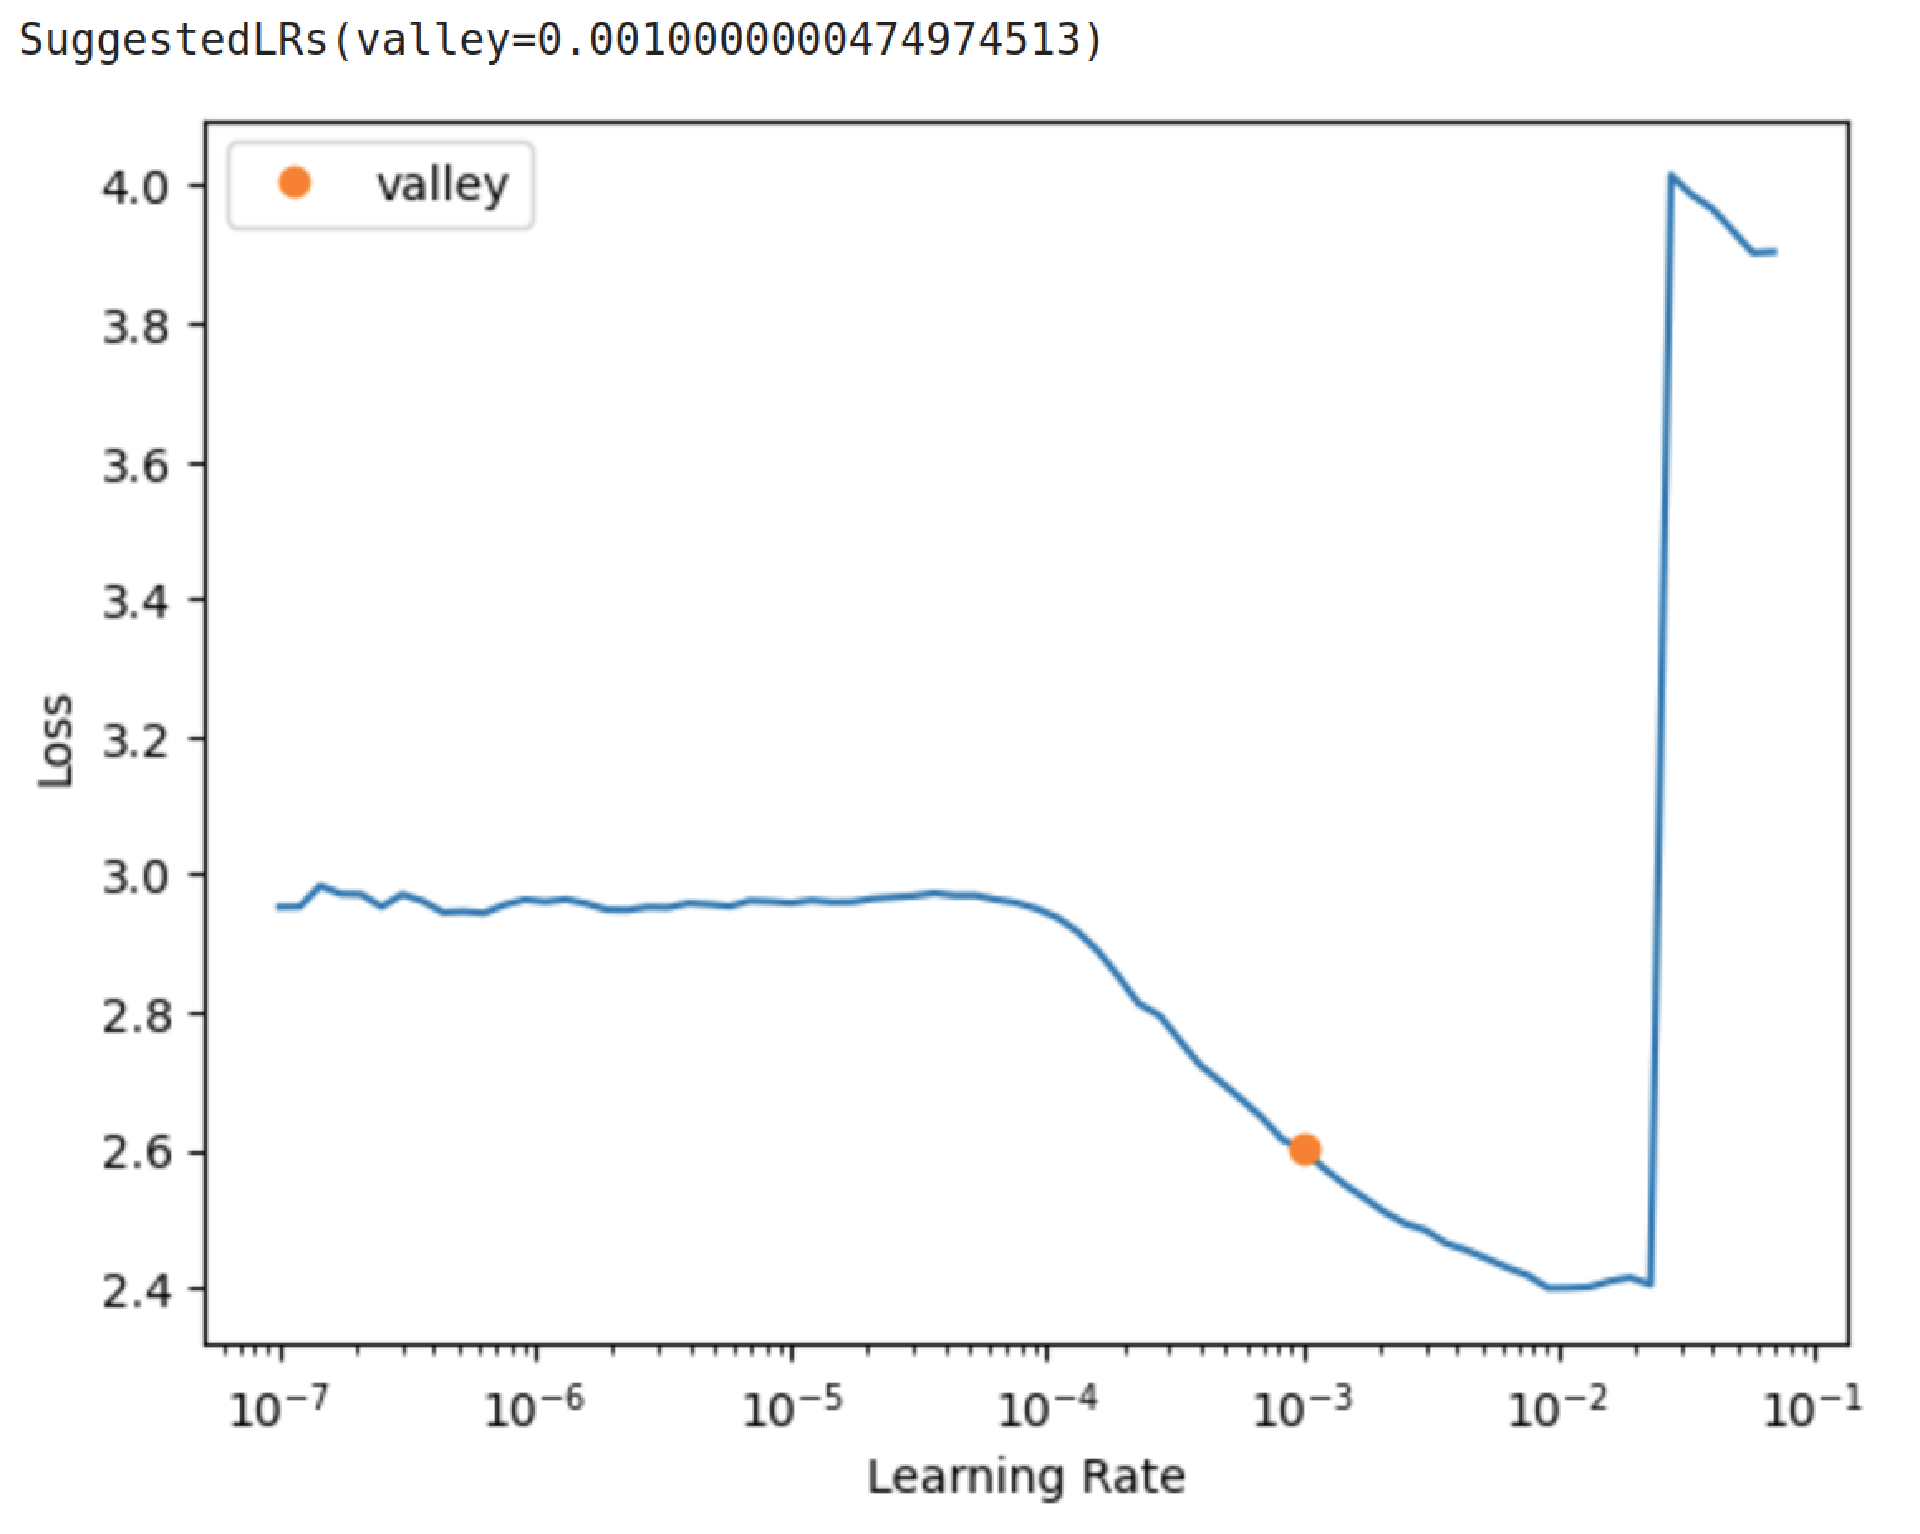 SuggestedLRs(valley=0.0010000000474974513)
valley
4.0
3.8
3.6
3.4
3.2
3.0
2.8
2.6
2.4
Loss
10⁻⁷ 10⁻⁶ 10⁻⁵ 10⁻⁴ 10⁻³ 10⁻² 10⁻¹
Learning Rate